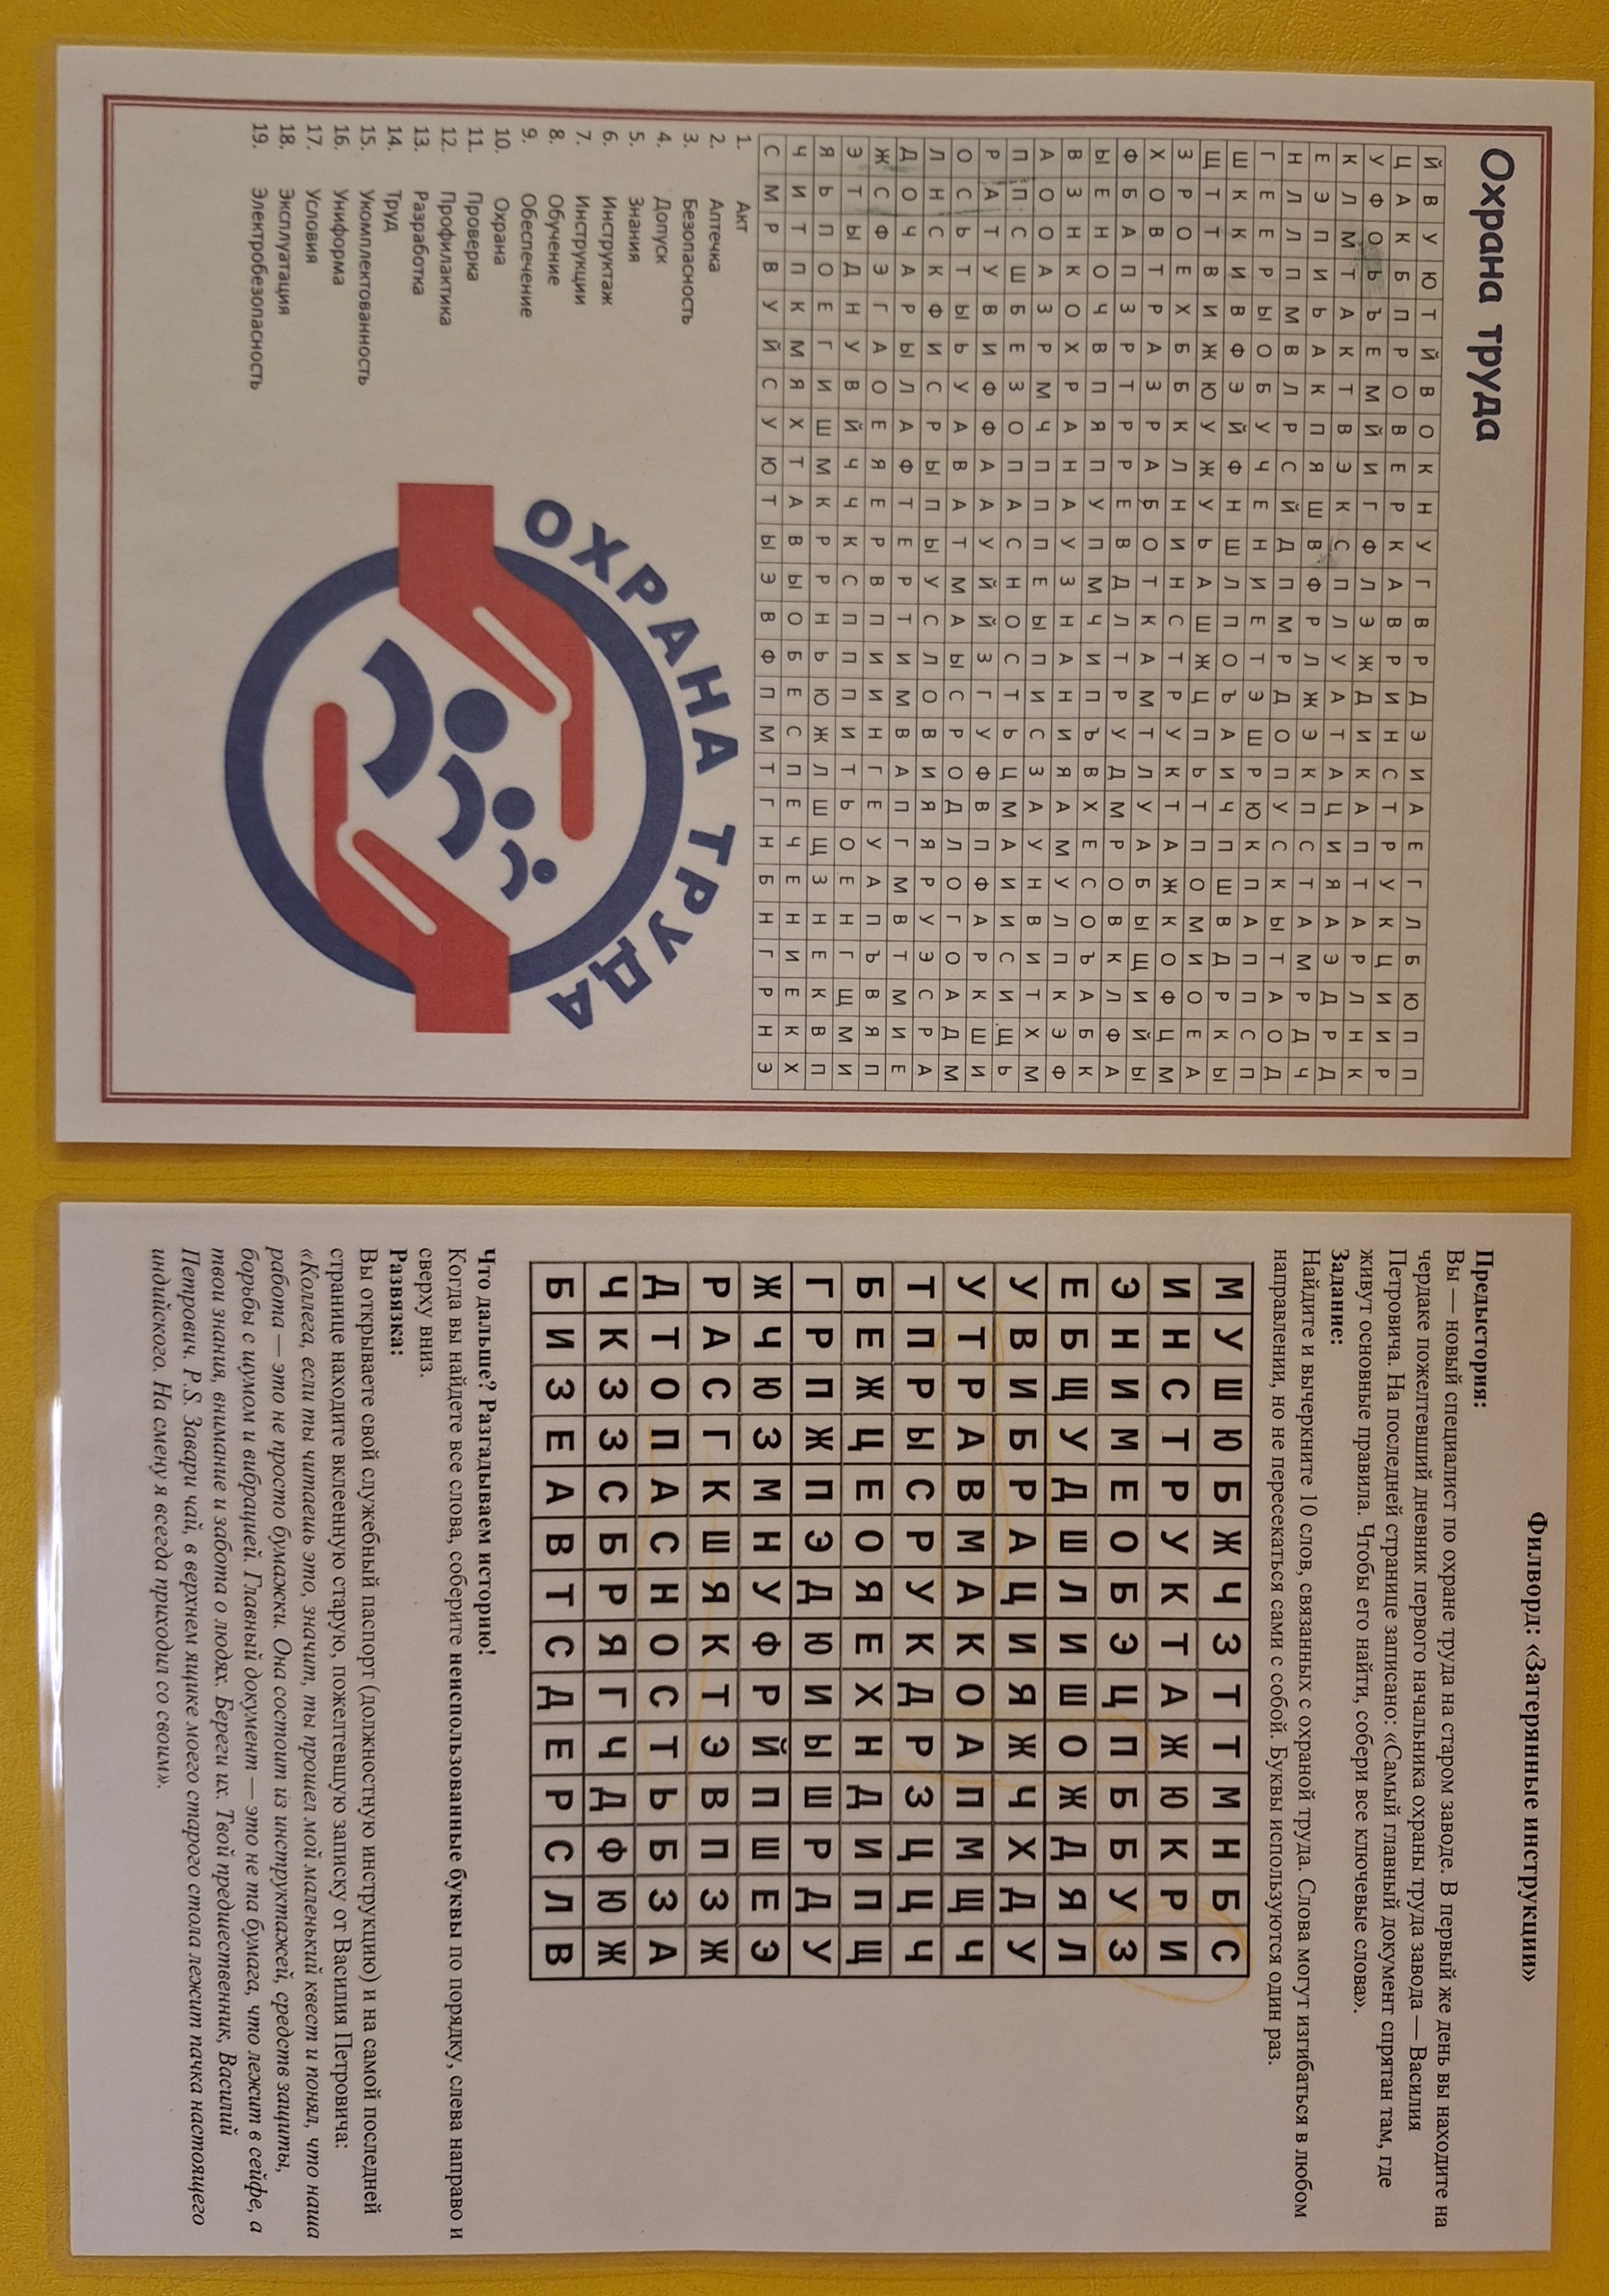 Охрана труда
Й В У Ю Т Й В О К Н У Г В Р Д Э И А Е Г Л Б Ю П П
Ц А К Б П Р О В Е Р К А В Р И Н С Т Р У К Ц И И Р
У Ф О Ь Ъ Е М Й И Г Ф Л Э Ж Д И К А П Т А Р Л Н К
К Л М Т А К Т В Э К С П Л У А Т А Ц И Я А Э Д Р Д
Е Э П И Ь А К П Я Ш В Ф Р Л Ж Э К П С Т А М Р Д Ч
Н Л Л П М В Л Р С Й Д П М Р Д О П У С К Ы Т А О Д
Г Е Е Р Ы О Б У Ч Е Н И Е Т Э Ш Р Ю К П А П П С П
Ш К К И В Ф Э Й Ф Н Ш Л П О Ъ А И Ч П Ш В Д Р К Ы
Щ Т Т В И Ж Ю У Ж У Ь А Ш Ж Ц П Ь Т П О М И О Е А
З Р О Е Х Б Б К Л Н И Н С Т Р У К Т А Ж К О Ф Ц М
Х О В Т Р А З Р А Б О Т К А М Т Л У А Б Ы Щ И Й Ы
Ф Б А П З Р Т Р Р Е В Д Л Т Р У Д М Р О В К Л Ф А
Ы Е Н О Ч В П Я П У П М Ч И П Ъ В Х Е С О Ъ А Б К
В З Н К О Х Р А Н А У З Н А Н И Я А М У Л П К Э Ф
А О О А З Р М Ч П П П Е Ы П И С З А У Н В И Т Х М
П П С Ш Б Е З О П А С Н О С Т Ь Ц М А И И С И Щ Ь
Р А Т У В И Ф Ф А А У Й Й З Г У Ф В П Ф А Р К Ш И
О С Ь Т Ы Ь У А В А Т М А Ы С Р О Д Л О Г О А Д М
Л Н С К Ф И С Р Ы П Ы У С Л О В И Я Я Р У Э С Р А
Д О Ч А Р Ы Л А Ф Т Е Р Т И М В А П Г М В Т М И Е
Ж С Ф Э Г А О Е Я Е Р В П И И Н Г Е У А П Ъ В Я П
Э Т Ы Д Н У В Й Ч Ч К С П П П И Т Ь О Е Н Г Щ М И
Я Ь П О Е Г И Ш М К Р Р Н Ь Ю Ж Л Ш Щ З Н Е К В П
Ч И Т П К М Я Х Т А В Ы О Б Е С П Е Ч Е Н И Е К Х
С М Р В У Й С У Ю Т Ы Э В Ф П М Т Г Н Б Н Г Р Н Э
1. Акт
2. Аптечка
3. Безопасность
4. Допуск
5. Знания
6. Инструктаж
7. Инструкции
8. Обучение
9. Обеспечение
10. Охрана
11. Проверка
12. Профилактика
13. Разработка
14. Труд
15. Укомплектованность
16. Униформа
17. Условия
18. Эксплуатация
19. Электробезопасность
ОХРАНА ТРУДА
Филворд: «Затерянные инструкции»
Предыстория:
Вы — новый специалист по охране труда на старом заводе. В первый же день вы находите на
чердаке пожелтевший дневник первого начальника охраны труда завода — Василия
Петровича. На последней странице записано: «Самый главный документ спрятан там, где
живут основные правила. Чтобы его найти, собери все ключевые слова».
Задание:
Найдите и вычеркните 10 слов, связанных с охраной труда. Слова могут изгибаться в любом
направлении, но не пересекаться сами с собой. Буквы используются один раз.
М У Ш Ю Б Ж Ч З Т Т М Н Б С
И Н С Т Р У К Т А Ж Ю К Р И
Э Н И М Е О Б Э Ц П Б Б У З
Е Б Щ У Д Ш Л И Ш О Ж Д Я Л
У В И Б Р А Ц И Я Ж Ч Х Д У
У Т Р А В М А К О А П М Щ Ч
Т П Р Ы С Р У К Д Р З Ц Ц Ч
Б Е Ж Ц Е О Я Е Х Н Д И П Щ
Г Р П Ж П Э Д Ю И Ы Ш Р Д У
Ж Ч Ю З М Н У Ф Р Й П Ш Е Э
Р А С Г К Ш Я К Т Э В П З Ж
Д Т О П А С Н О С Т Ь Б З А
Ч К З З С Б Р Я Г Ч Д Ф Ю Ж
Б И З Е А В Т С Д Е Р С Л В
Что дальше? Разгадываем историю!
Когда вы найдете все слова, соберите неиспользованные буквы по порядку, слева направо и
сверху вниз.
Развязка:
Вы открываете свой служебный паспорт (должностную инструкцию) и на самой последней
странице находите вклеенную старую, пожелтевшую записку от Василия Петровича:
«Коллега, если ты читаешь это, значит, ты прошел мой маленький квест и понял, что наша
работа — это не просто бумажки. Она состоит из инструктажей, средств защиты,
борьбы с шумом и вибрацией. Главный документ — это не та бумага, что лежит в сейфе, а
твои знания, внимание и забота о людях. Береги их. Твой предшественник, Василий
Петрович. P.S. Завари чай, в верхнем ящике моего старого стола лежит пачка настоящего
индийского. На смену я всегда приходил со своим».